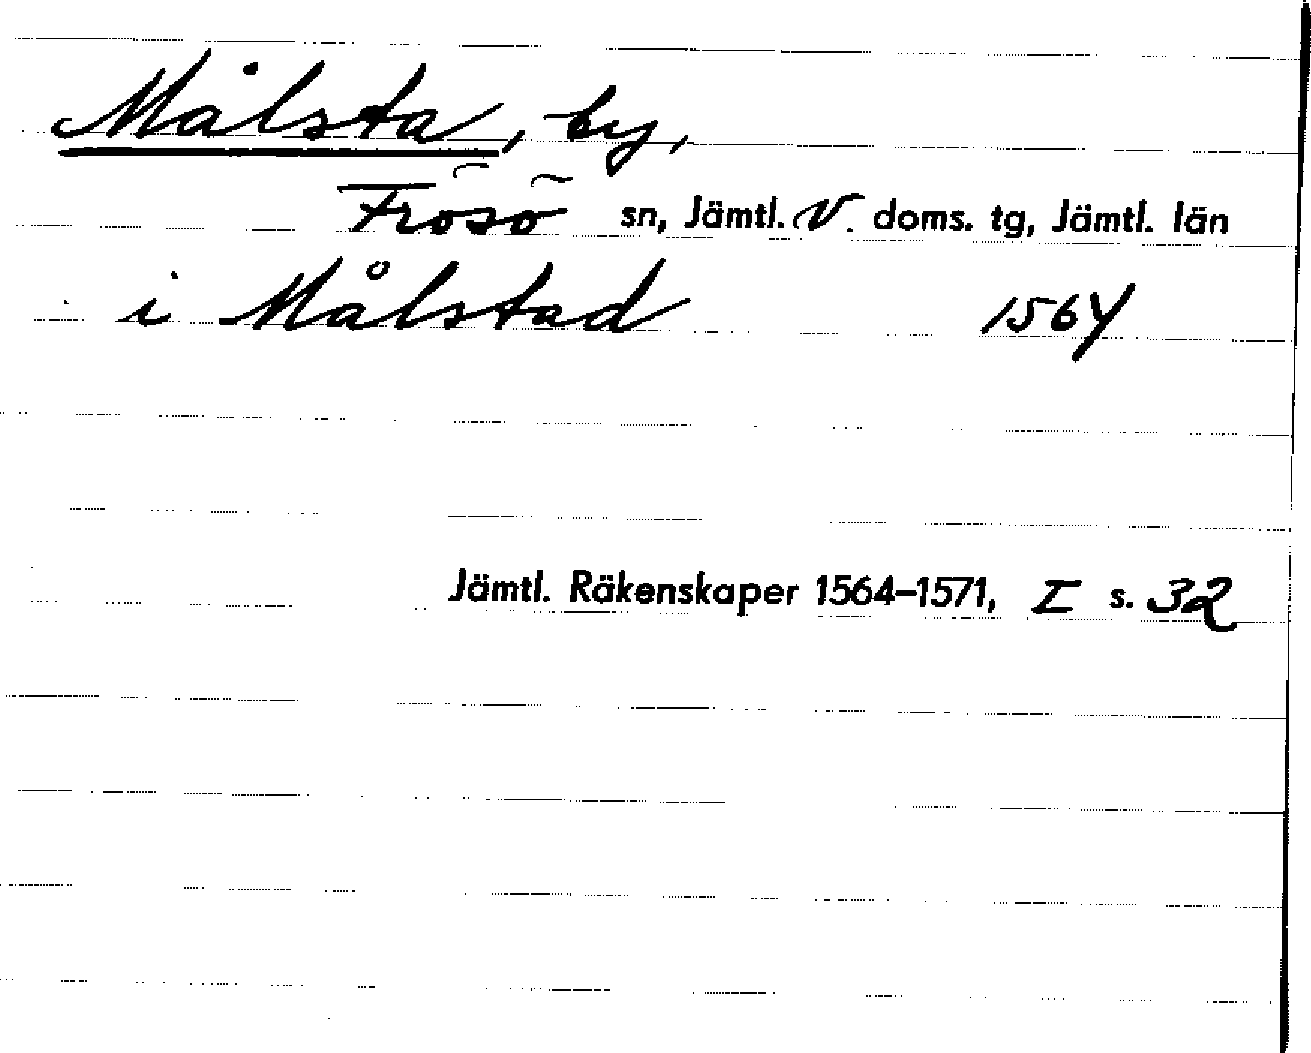 Målsta, by,
Frösö sn, Jämtl. V. doms. tg, Jämtl. län
i Målstad 1564
Jämtl. Räkenskaper 1564–1571, I s. 32